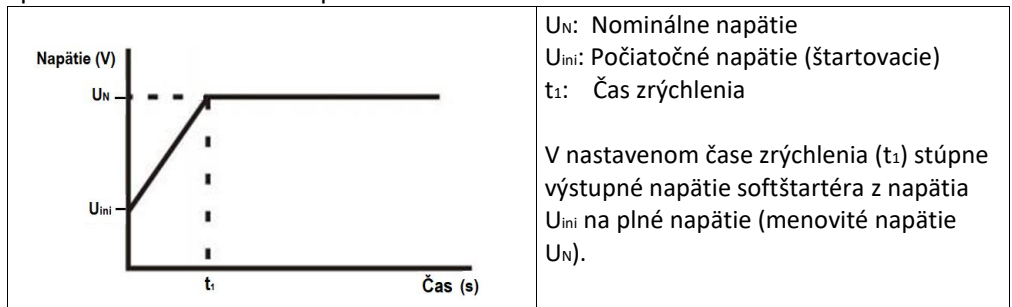 Napätie (V)
UN
Uini
t1
Čas (s)
UN: Nominálne napätie
Uini: Počiatočné napätie (štartovacie)
t1: Čas zrýchlenia
V nastavenom čase zrýchlenia (t1) stúpne
výstupné napätie softštartéra z napätia
Uini na plné napätie (menovité napätie
UN).